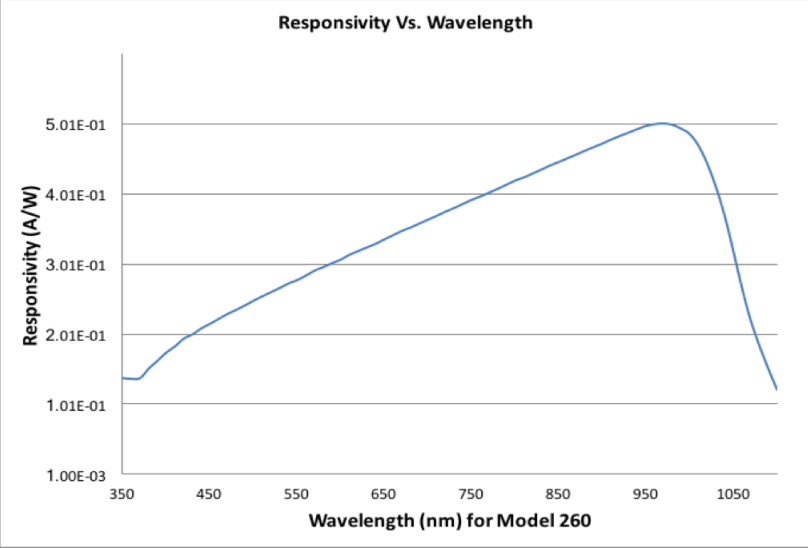 Responsivity Vs. Wavelength
Responsivity (A/W)
5.01E-01
4.01E-01
3.01E-01
2.01E-01
1.01E-01
1.00E-03
350 450 550 650 750 850 950 1050
Wavelength (nm) for Model 260